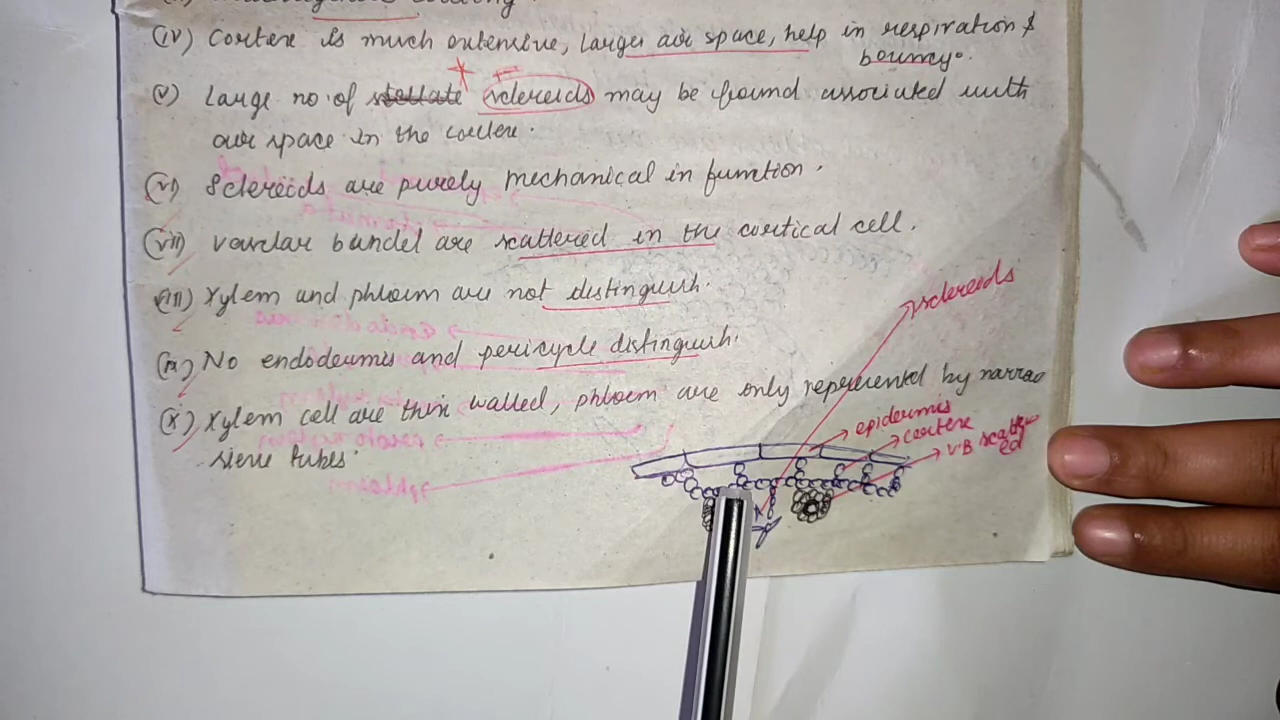 (iv) Cortex is much extensive, larger air space, help in respiration &
bouncy.
(v) Large no. of stellate sclereids may be found associated with
air space in the cortex.
(vi) Sclereids are purely mechanical in function.
(vii) vascular bundel are scattered in the cortical cell.
(viii) Xylem and phloem are not distinguish.
(ix) No endodermis and pericycle distinguish.
(x) Xylem cell are thin walled, phloem are only represented by narrao
sieve tubes.
sclereids
epidermis
cortex
V.B scattered